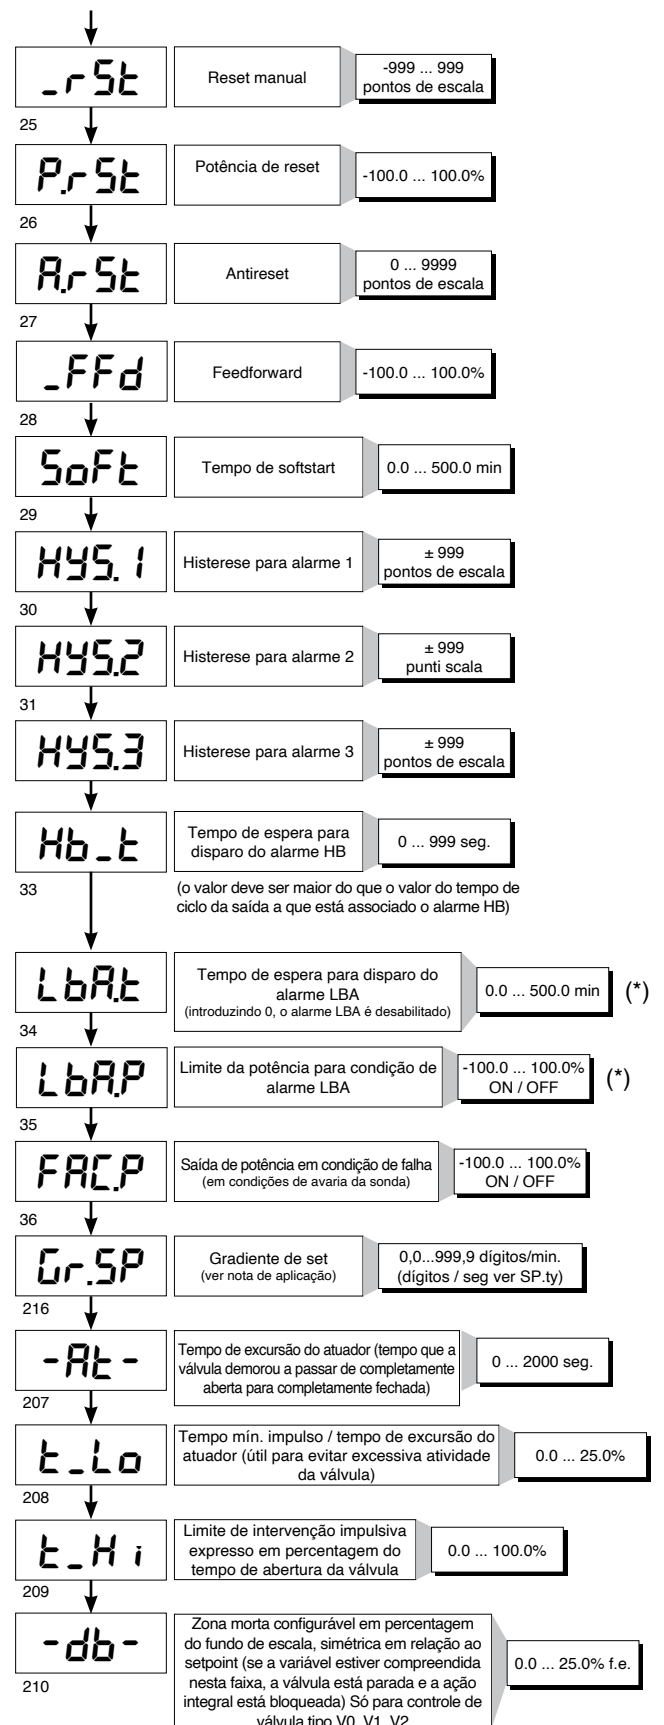 _rSt
Reset manual
-999 ... 999
pontos de escala
25
P.rSt
Potência de reset
-100.0 ... 100.0%
26
A.rSt
Antireset
0 ... 9999
pontos de escala
27
_FFd
Feedforward
-100.0 ... 100.0%
28
SoFt
Tempo de softstart
0.0 ... 500.0 min
29
HYS.1
Histerese para alarme 1
± 999
pontos de escala
30
HYS.2
Histerese para alarme 2
± 999
punti scala
31
HYS.3
Histerese para alarme 3
± 999
pontos de escala
Hb_t
Tempo de espera para
disparo do alarme HB
0 ... 999 seg.
33
(o valor deve ser maior do que o valor do tempo de
ciclo da saída a que está associado o alarme HB)
LbA.t
Tempo de espera para disparo do
alarme LBA
(introduzindo 0, o alarme LBA é desabilitado)
0.0 ... 500.0 min
(*)
34
LbA.P
Limite da potência para condição de
alarme LBA
-100.0 ... 100.0%
ON / OFF
(*)
35
FAC.P
Saída de potência em condição de falha
(em condições de avaria da sonda)
-100.0 ... 100.0%
ON / OFF
36
Gr.SP
Gradiente de set
(ver nota de aplicação)
0,0...999,9 dígitos/min.
(dígitos / seg ver SP.ty)
216
-At-
Tempo de excursão do atuador (tempo que a
válvula demorou a passar de completamente
aberta para completamente fechada)
0 ... 2000 seg.
207
t_Lo
Tempo mín. impulso / tempo de excursão do
atuador (útil para evitar excessiva atividade
da válvula)
0.0 ... 25.0%
208
t_Hi
Limite de intervenção impulsiva
expresso em percentagem do
tempo de abertura da válvula
0.0 ... 100.0%
209
-db-
Zona morta configurável em percentagem
do fundo de escala, simétrica em relação ao
setpoint (se a variável estiver compreendida
nesta faixa, a válvula está parada e a ação
integral está bloqueada) Só para controle de
válvula tipo V0, V1, V2
0.0 ... 25.0% f.e.
210